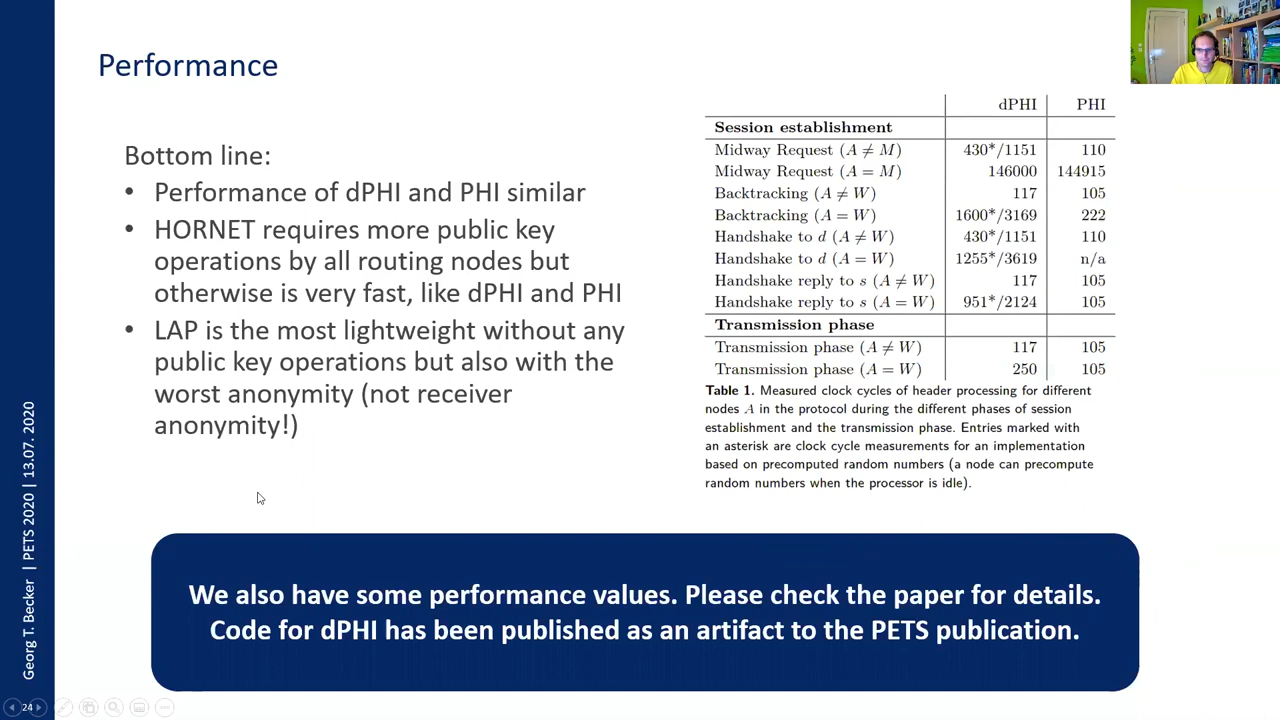 Performance
Bottom line:
• Performance of dPHI and PHI similar
• HORNET requires more public key
operations by all routing nodes but
otherwise is very fast, like dPHI and PHI
• LAP is the most lightweight without any
public key operations but also with the
worst anonymity (not receiver
anonymity!)
dPHI PHI
Session establishment
Midway Request (A ≠ M) 430*/1151 110
Midway Request (A = M) 146000 144915
Backtracking (A ≠ W) 117 105
Backtracking (A = W) 1600*/3169 222
Handshake to d (A ≠ W) 430*/1151 110
Handshake to d (A = W) 1255*/3619 n/a
Handshake reply to s (A ≠ W) 117 105
Handshake reply to s (A = W) 951*/2124 105
Transmission phase
Transmission phase (A ≠ W) 117 105
Transmission phase (A = W) 250 105
Table 1. Measured clock cycles of header processing for different
nodes A in the protocol during the different phases of session
establishment and the transmission phase. Entries marked with
an asterisk are clock cycle measurements for an implementation
based on precomputed random numbers (a node can precompute
random numbers when the processor is idle).
We also have some performance values. Please check the paper for details.
Code for dPHI has been published as an artifact to the PETS publication.
Georg T. Becker | PETS 2020 | 13.07. 2020
24